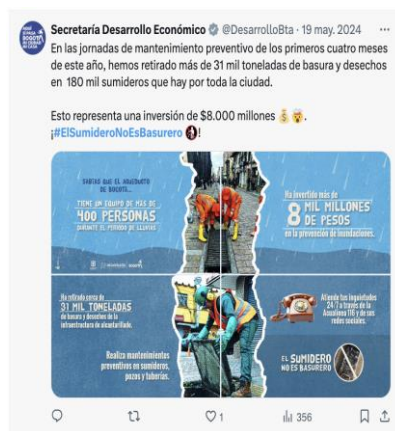 Secretaría Desarrollo Económico @DesarrolloBta · 19 may. 2024 ···
En las jornadas de mantenimiento preventivo de los primeros cuatro meses
de este año, hemos retirado más de 31 mil toneladas de basura y desechos
en 180 mil sumideros que hay por toda la ciudad.
Esto representa una inversión de $8.000 millones
¡#ElSumideroNoEsBasurero !
SABÍAS QUE EL ACUEDUCTO
DE BOGOTÁ...
TIENE UN EQUIPO DE MÁS DE
400 PERSONAS
DURANTE EL PERIODO DE LLUVIAS
Ha invertido más de
8 MIL MILLONES
DE PESOS
en la prevención de inundaciones.
Ha retirado cerca de
31 MIL TONELADAS
de basura y desechos de la
infraestructura de alcantarillado.
Realiza mantenimientos
preventivos en sumideros,
pozos y tuberías.
Atiende tus inquietudes
24/7 a través de la
Acualínea 116 y de sus
redes sociales.
EL SUMIDERO
NO ES BASURERO
1
356